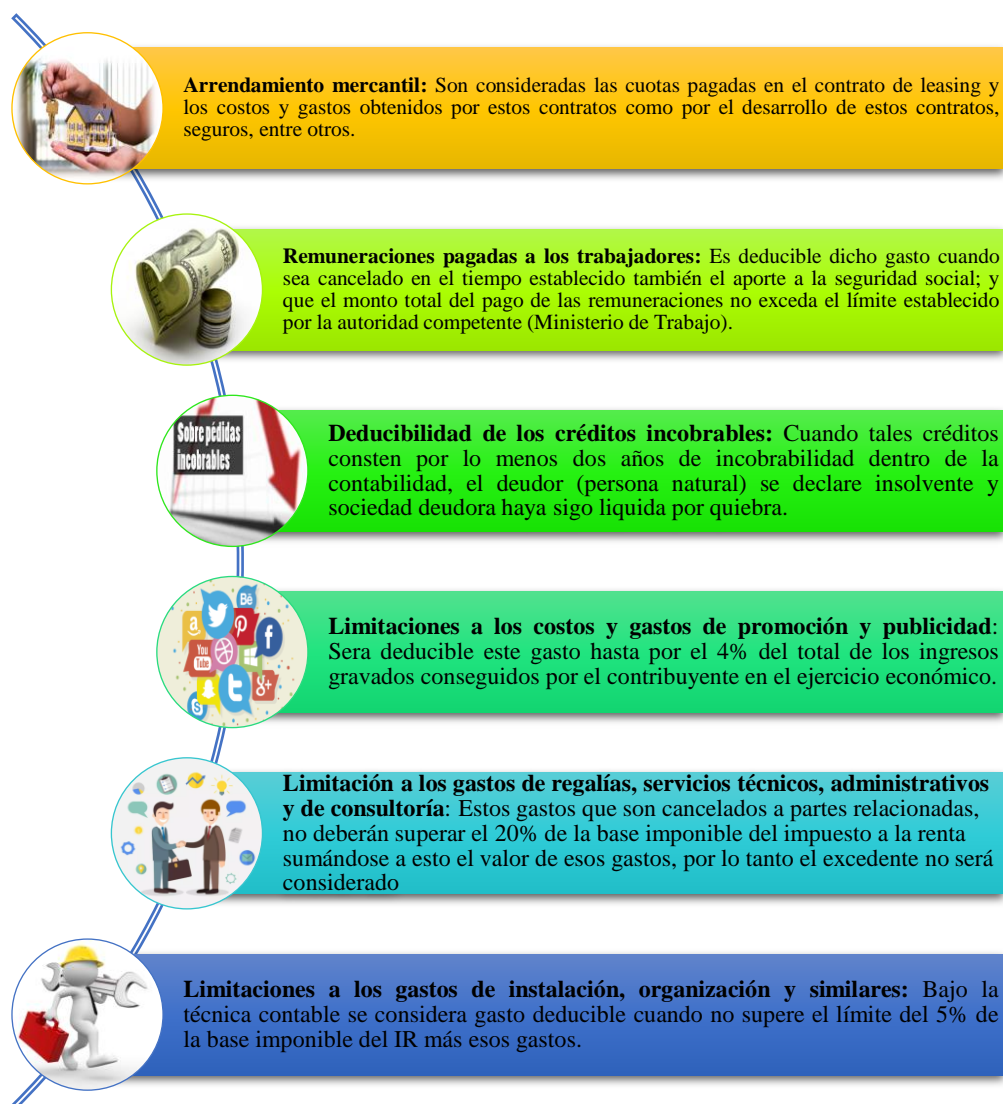 Arrendamiento mercantil: Son consideradas las cuotas pagadas en el contrato de leasing y
los costos y gastos obtenidos por estos contratos como por el desarrollo de estos contratos,
seguros, entre otros.
Remuneraciones pagadas a los trabajadores: Es deducible dicho gasto cuando
sea cancelado en el tiempo establecido también el aporte a la seguridad social; y
que el monto total del pago de las remuneraciones no exceda el límite establecido
por la autoridad competente (Ministerio de Trabajo).
Sobre pédidas
incobrables
Deducibilidad de los créditos incobrables: Cuando tales créditos
consten por lo menos dos años de incobrabilidad dentro de la
contabilidad, el deudor (persona natural) se declare insolvente y
sociedad deudora haya sigo liquida por quiebra.
Bē
a
You
Tube
g+
S
Limitaciones a los costos y gastos de promoción y publicidad:
Sera deducible este gasto hasta por el 4% del total de los ingresos
gravados conseguidos por el contribuyente en el ejercicio económico.
Limitación a los gastos de regalías, servicios técnicos, administrativos
y de consultoría: Estos gastos que son cancelados a partes relacionadas,
no deberán superar el 20% de la base imponible del impuesto a la renta
sumándose a esto el valor de esos gastos, por lo tanto el excedente no será
considerado
Limitaciones a los gastos de instalación, organización y similares: Bajo la
técnica contable se considera gasto deducible cuando no supere el límite del 5% de
la base imponible del IR más esos gastos.